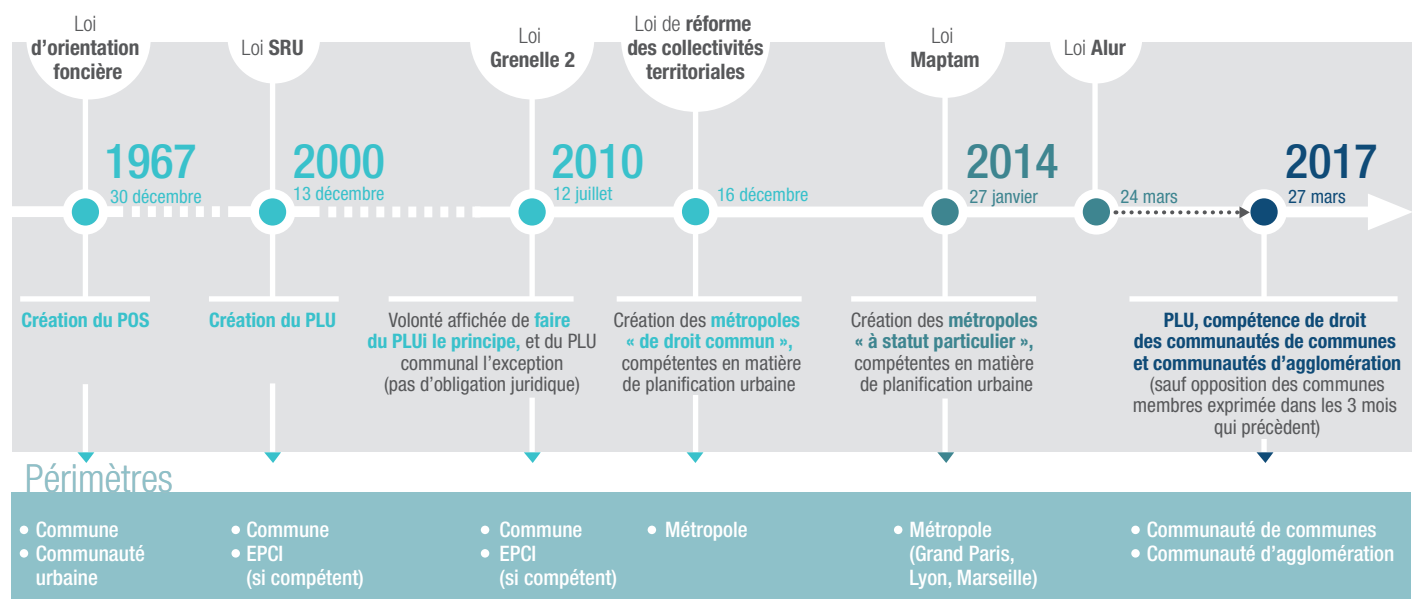 Loi
d'orientation
foncière
Loi SRU
Loi
Grenelle 2
Loi de réforme
des collectivités
territoriales
Loi
Maptam
Loi Alur
1967
30 décembre
2000
13 décembre
2010
12 juillet
16 décembre
2014
27 janvier
24 mars
2017
27 mars
Création du POS
Création du PLU
Volonté affichée de faire
du PLUi le principe, et du PLU
communal l'exception
(pas d'obligation juridique)
Création des métropoles
« de droit commun »,
compétentes en matière
de planification urbaine
Création des métropoles
« à statut particulier »,
compétentes en matière
de planification urbaine
PLU, compétence de droit
des communautés de communes
et communautés d'agglomération
(sauf opposition des communes
membres exprimée dans les 3 mois
qui précèdent)
Périmètres
• Commune
• Communauté
urbaine
• Commune
• EPCI
(si compétent)
• Commune
• EPCI
(si compétent)
• Métropole
• Métropole
(Grand Paris,
Lyon, Marseille)
• Communauté de communes
• Communauté d'agglomération